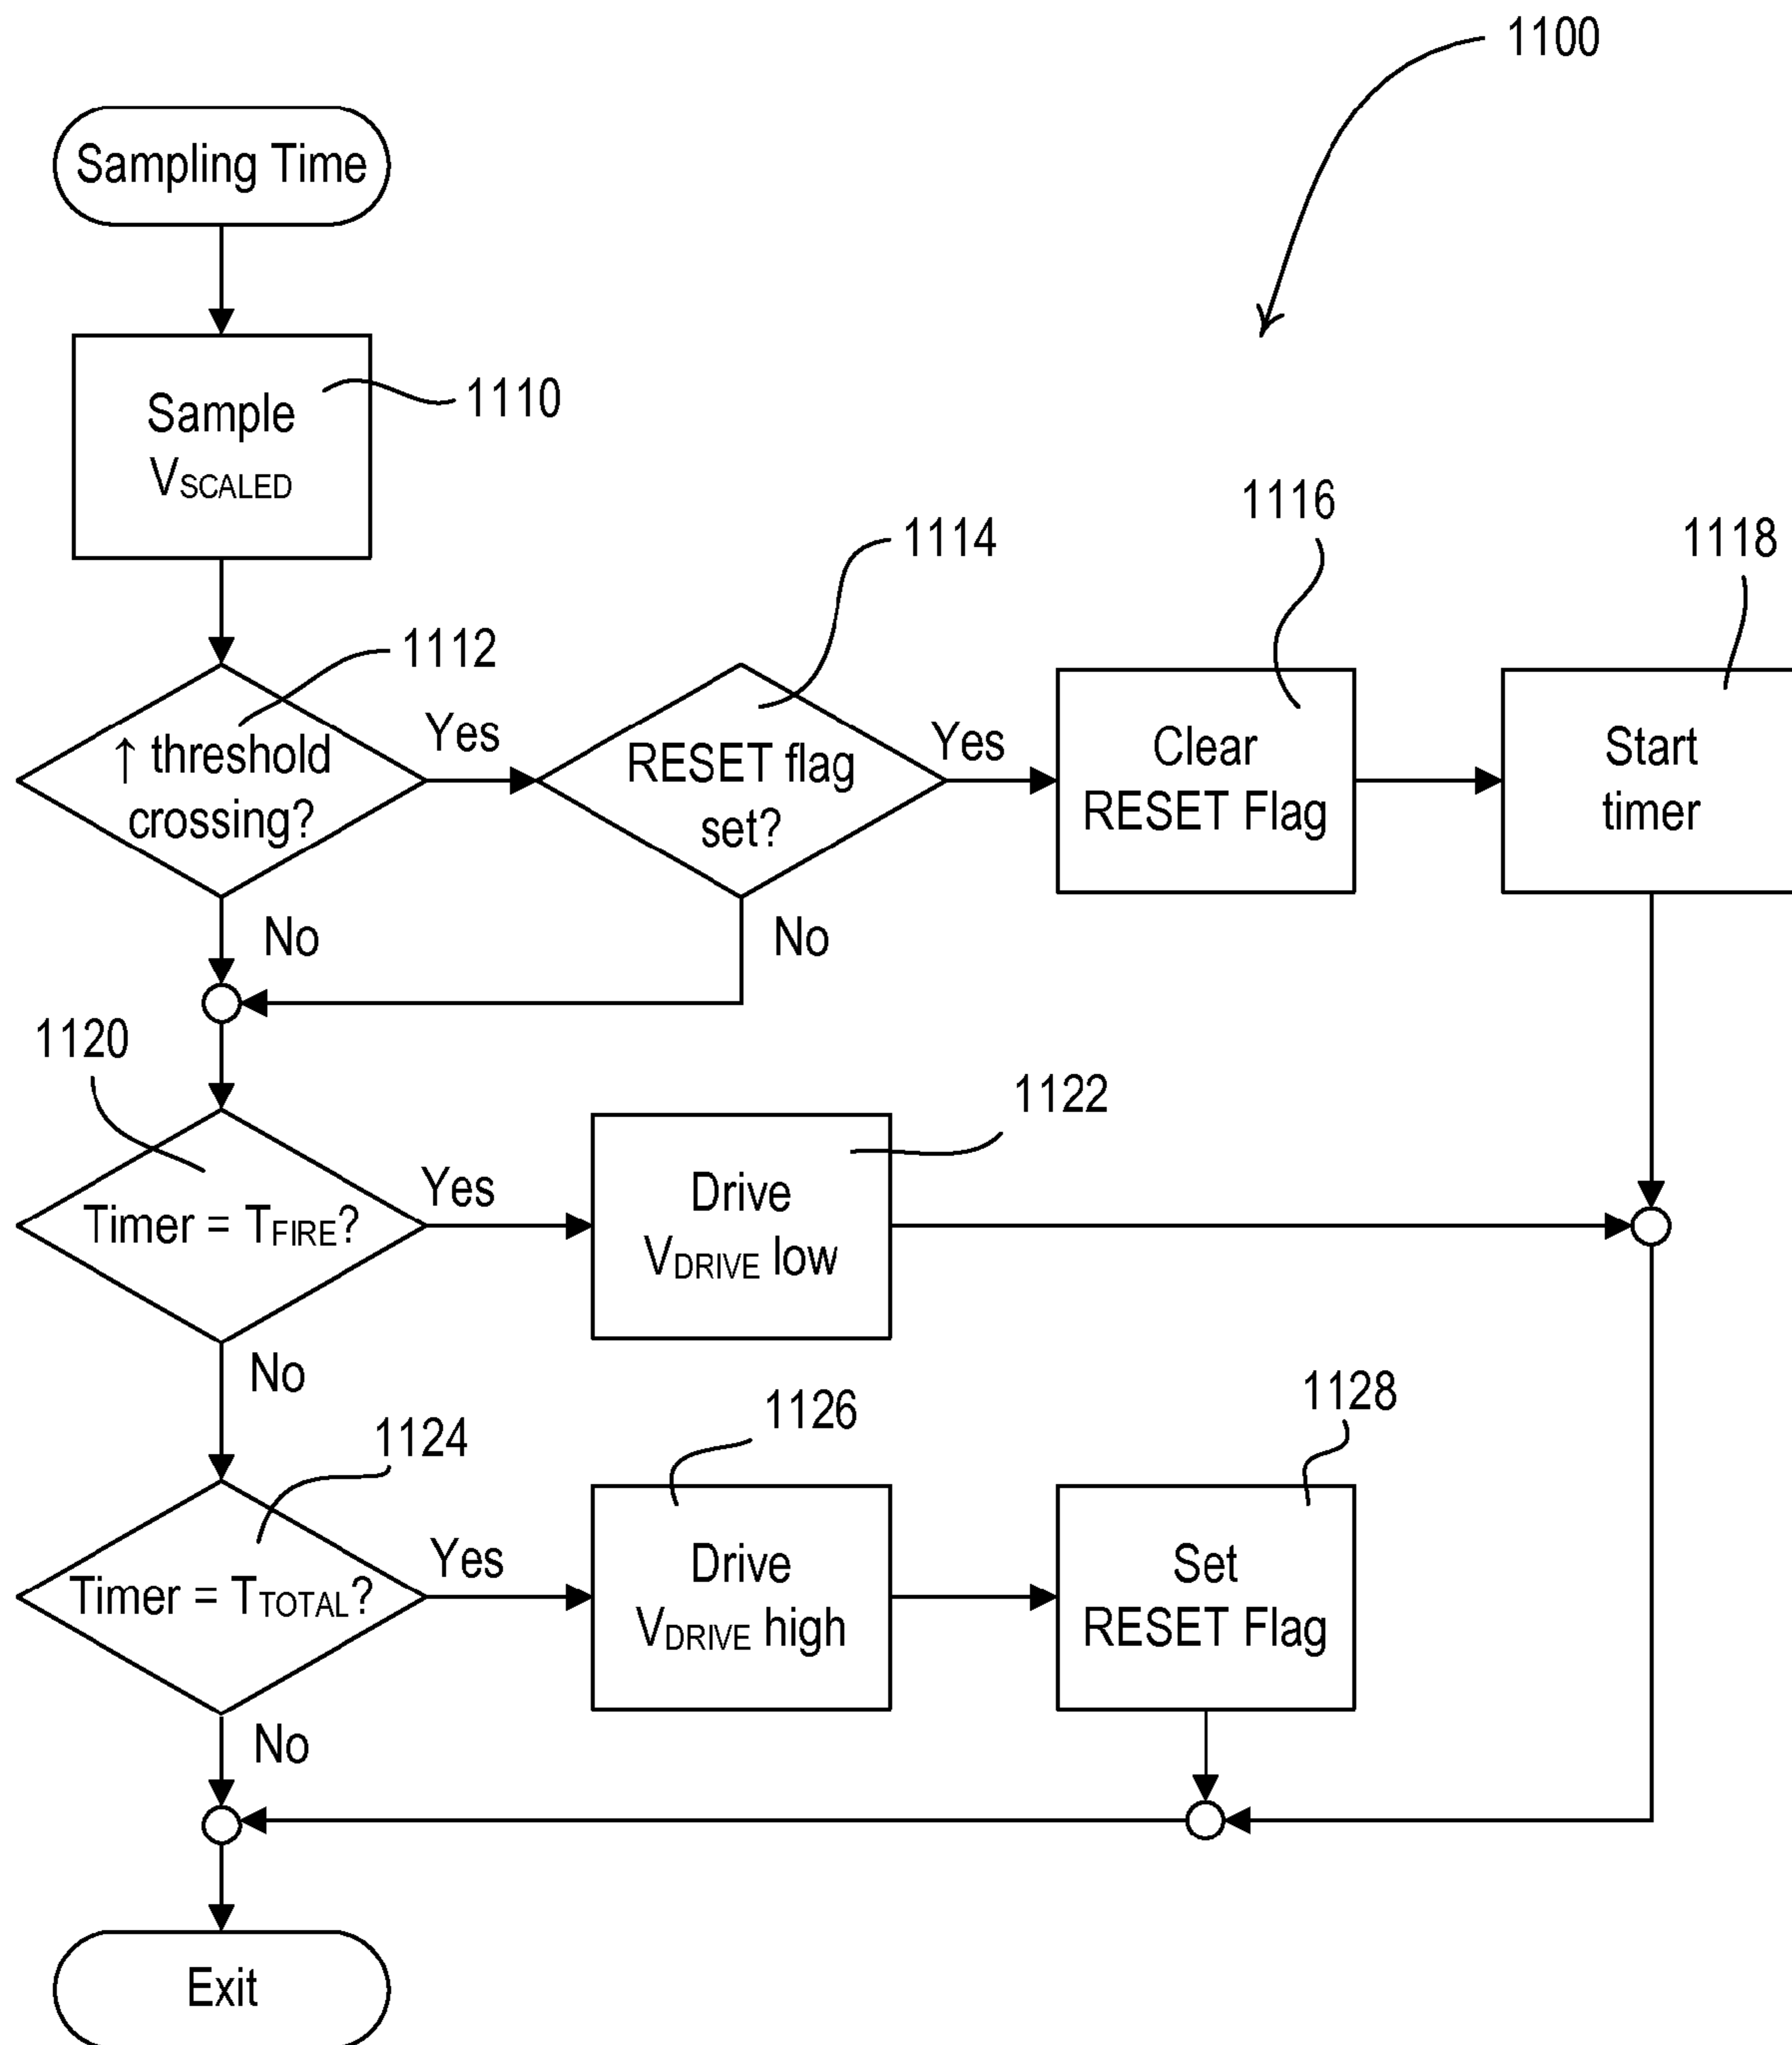 1100
Sampling Time
1110
Sample
VSCALED
1116
1114
1118
1112
↑ threshold
crossing?
Yes
RESET flag
set?
Yes
Clear
RESET Flag
Start
timer
No
No
1120
1122
Timer = TFIRE?
Yes
Drive
VDRIVE low
No
1124
1126
1128
Timer = TTOTAL?
Yes
Drive
VDRIVE high
Set
RESET Flag
No
Exit